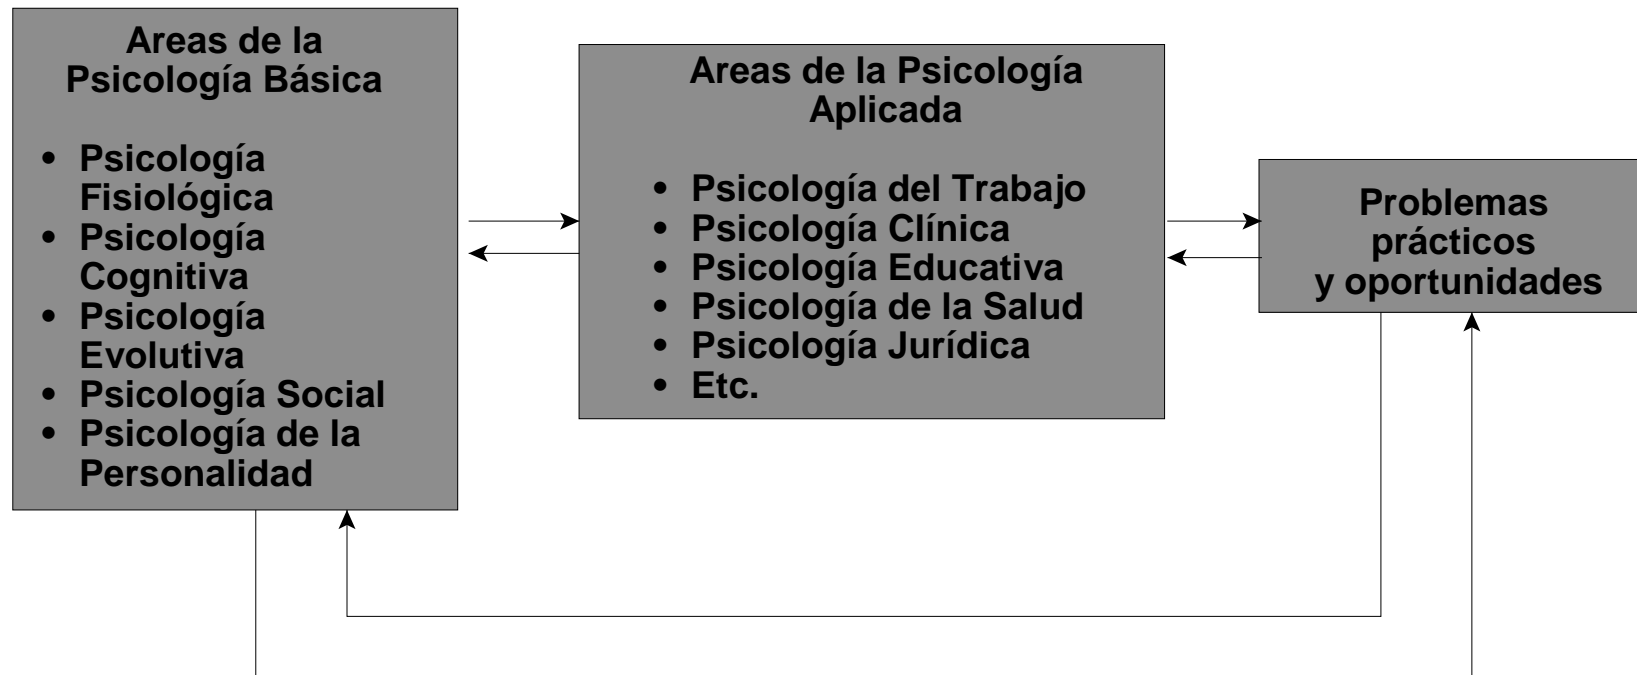 Areas de la
Psicología Básica
• Psicología
Fisiológica
• Psicología
Cognitiva
• Psicología
Evolutiva
• Psicología Social
• Psicología de la
Personalidad
Areas de la Psicología
Aplicada
• Psicología del Trabajo
• Psicología Clínica
• Psicología Educativa
• Psicología de la Salud
• Psicología Jurídica
• Etc.
Problemas
prácticos
y oportunidades